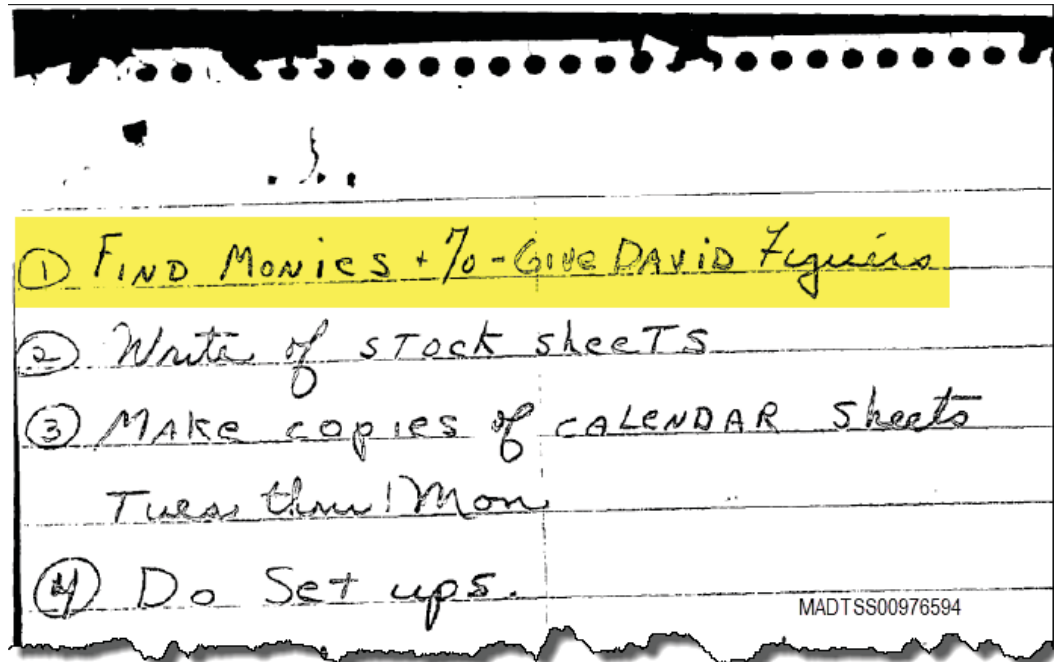 ① FIND MONIES + % - GIVE DAVID Figures
② Write of STOCK sheeTS
③ MAKE copies of CALENDAR Sheets
Tues thru Mon
④ Do Set ups.
MADTSS00976594